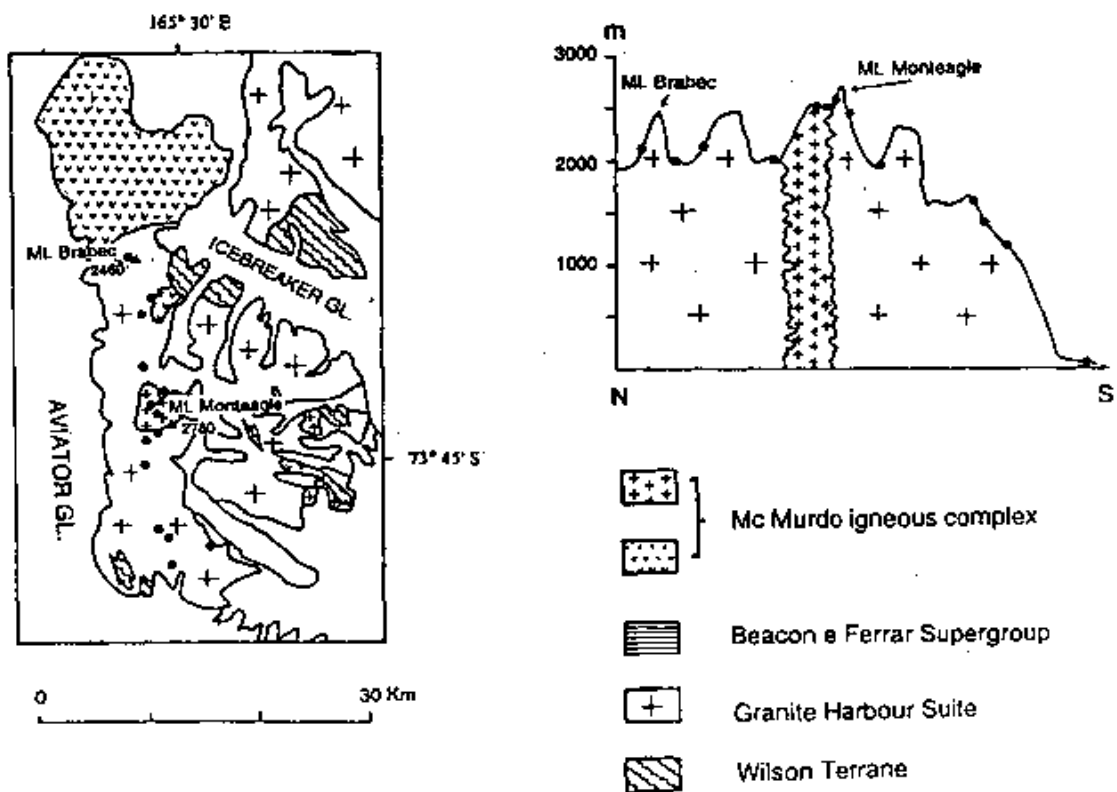 165° 30' E
Mt. Brabec
2460
ICEBREAKER GL.
Mt. Monteagle
2780
AVIATOR GL.
73° 45' S
0 30 Km
m
3000
2000
1000
Mt. Brabec
Mt. Monteagle
N S
Mc Murdo igneous complex
Beacon e Ferrar Supergroup
Granite Harbour Suite
Wilson Terrane